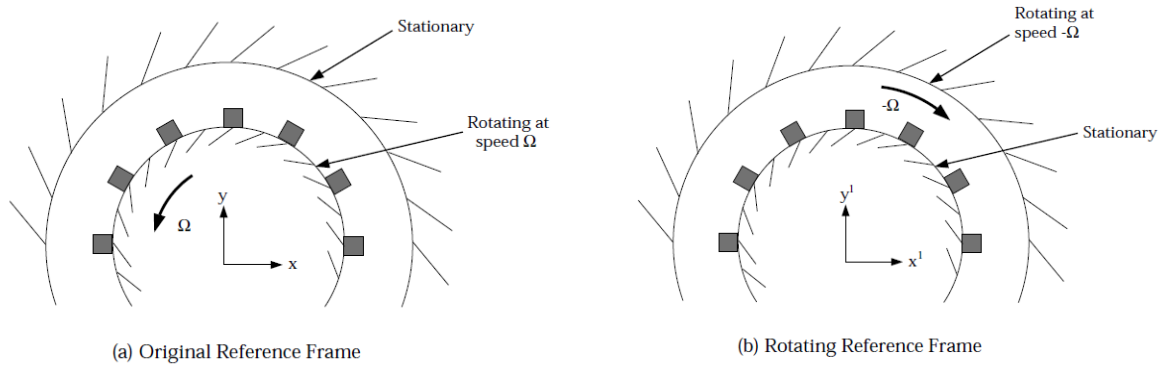 Stationary
Rotating at
speed Ω
Ω
y
x
(a) Original Reference Frame
Rotating at
speed -Ω
-Ω
Stationary
y¹
x¹
(b) Rotating Reference Frame